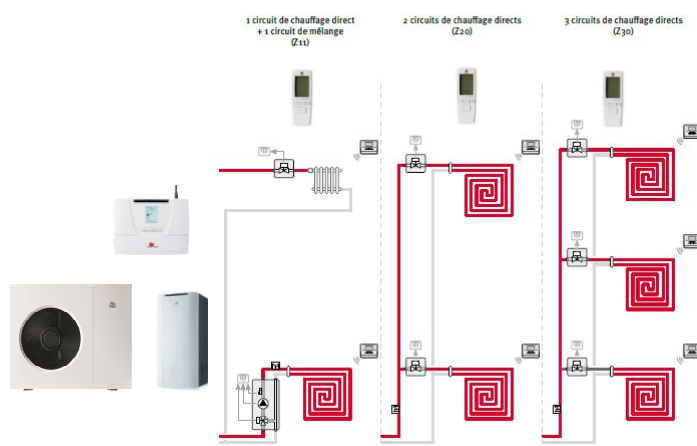 1 circuit de chauffage direct
+ 1 circuit de mélange
(Z11)
2 circuits de chauffage directs
(Z20)
3 circuits de chauffage directs
(Z30)